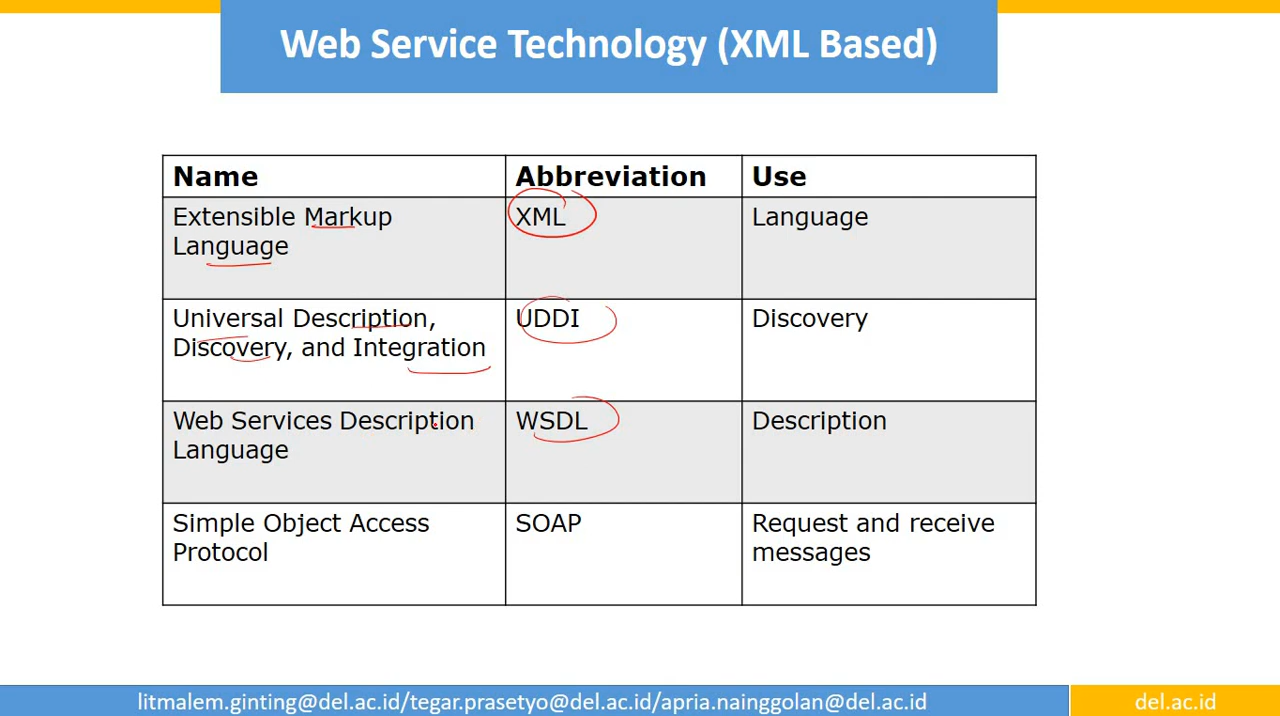 Web Service Technology (XML Based)
Name Abbreviation Use
Extensible Markup XML Language
Language
Universal Description, UDDI Discovery
Discovery, and Integration
Web Services Description WSDL Description
Language
Simple Object Access SOAP Request and receive
Protocol messages
litmalem.ginting@del.ac.id/tegar.prasetyo@del.ac.id/apria.nainggolan@del.ac.id del.ac.id